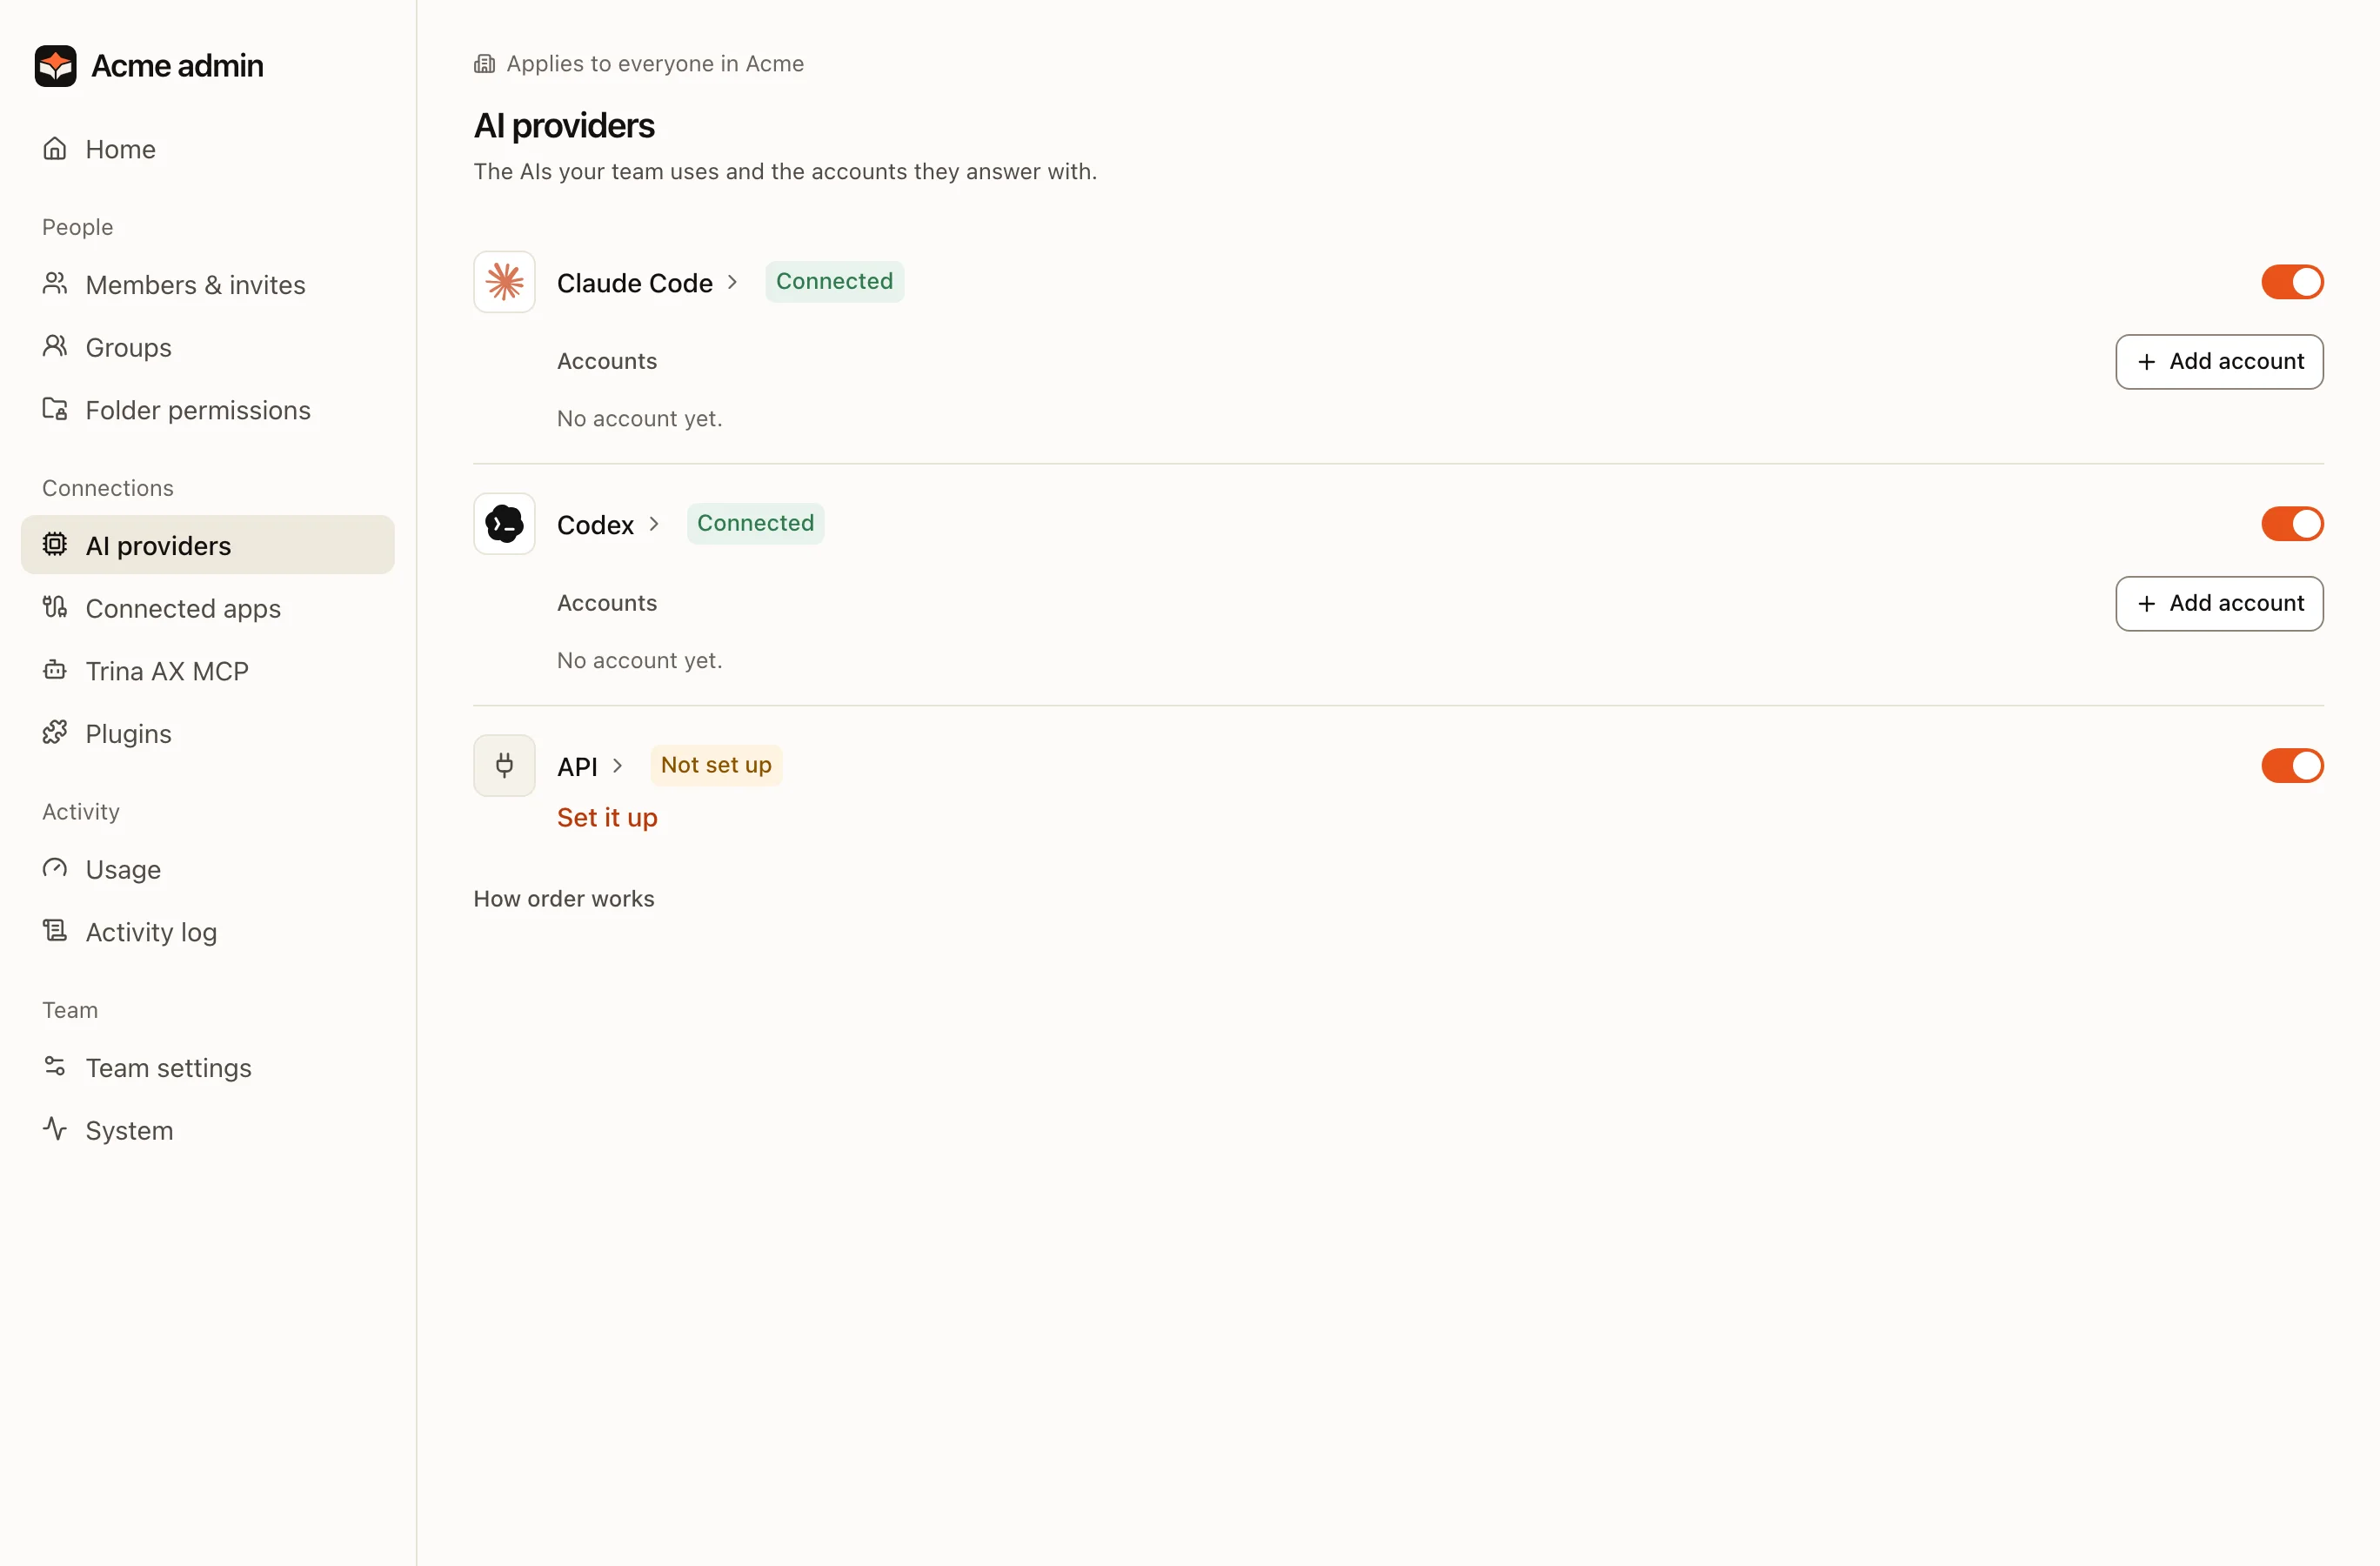 Acme admin
Home
People
Members & invites
Groups
Folder permissions
Connections
AI providers
Connected apps
Trina AX MCP
Plugins
Activity
Usage
Activity log
Team
Team settings
System
Applies to everyone in Acme
AI providers
The AIs your team uses and the accounts they answer with.
Claude Code
Connected
Accounts
Add account
No account yet.
Codex
Connected
Accounts
Add account
No account yet.
API
Not set up
Set it up
How order works